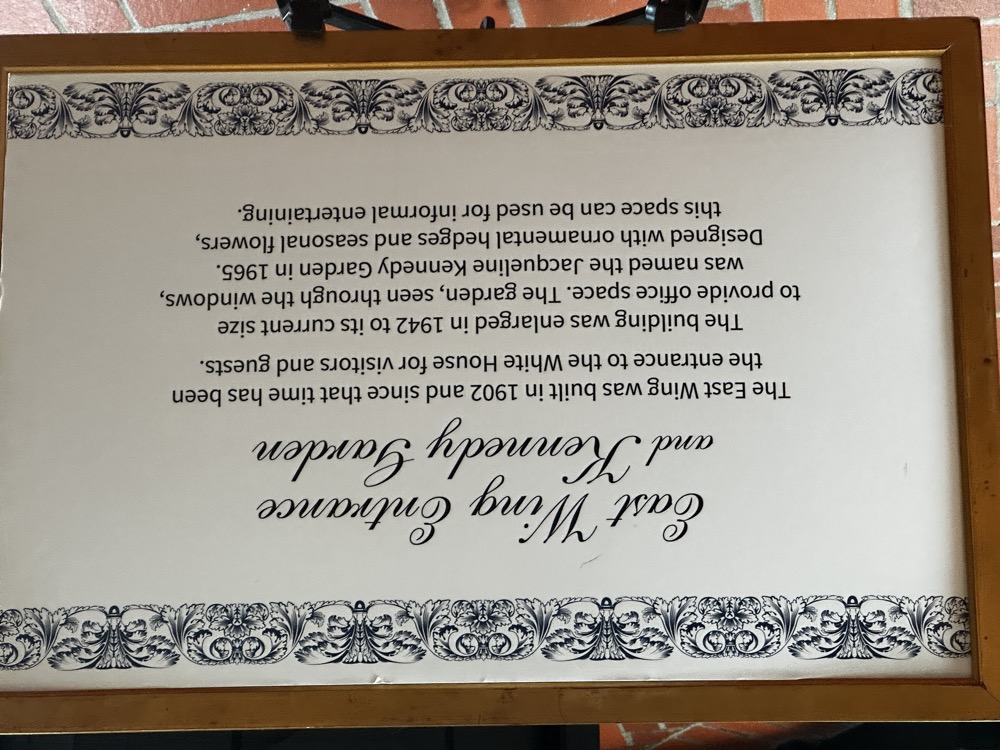 East Wing Entrance
and Kennedy Garden
The East Wing was built in 1902 and since that time has been
the entrance to the White House for visitors and guests.
The building was enlarged in 1942 to its current size
to provide office space. The garden, seen through the windows,
was named the Jacqueline Kennedy Garden in 1965.
Designed with ornamental hedges and seasonal flowers,
this space can be used for informal entertaining.